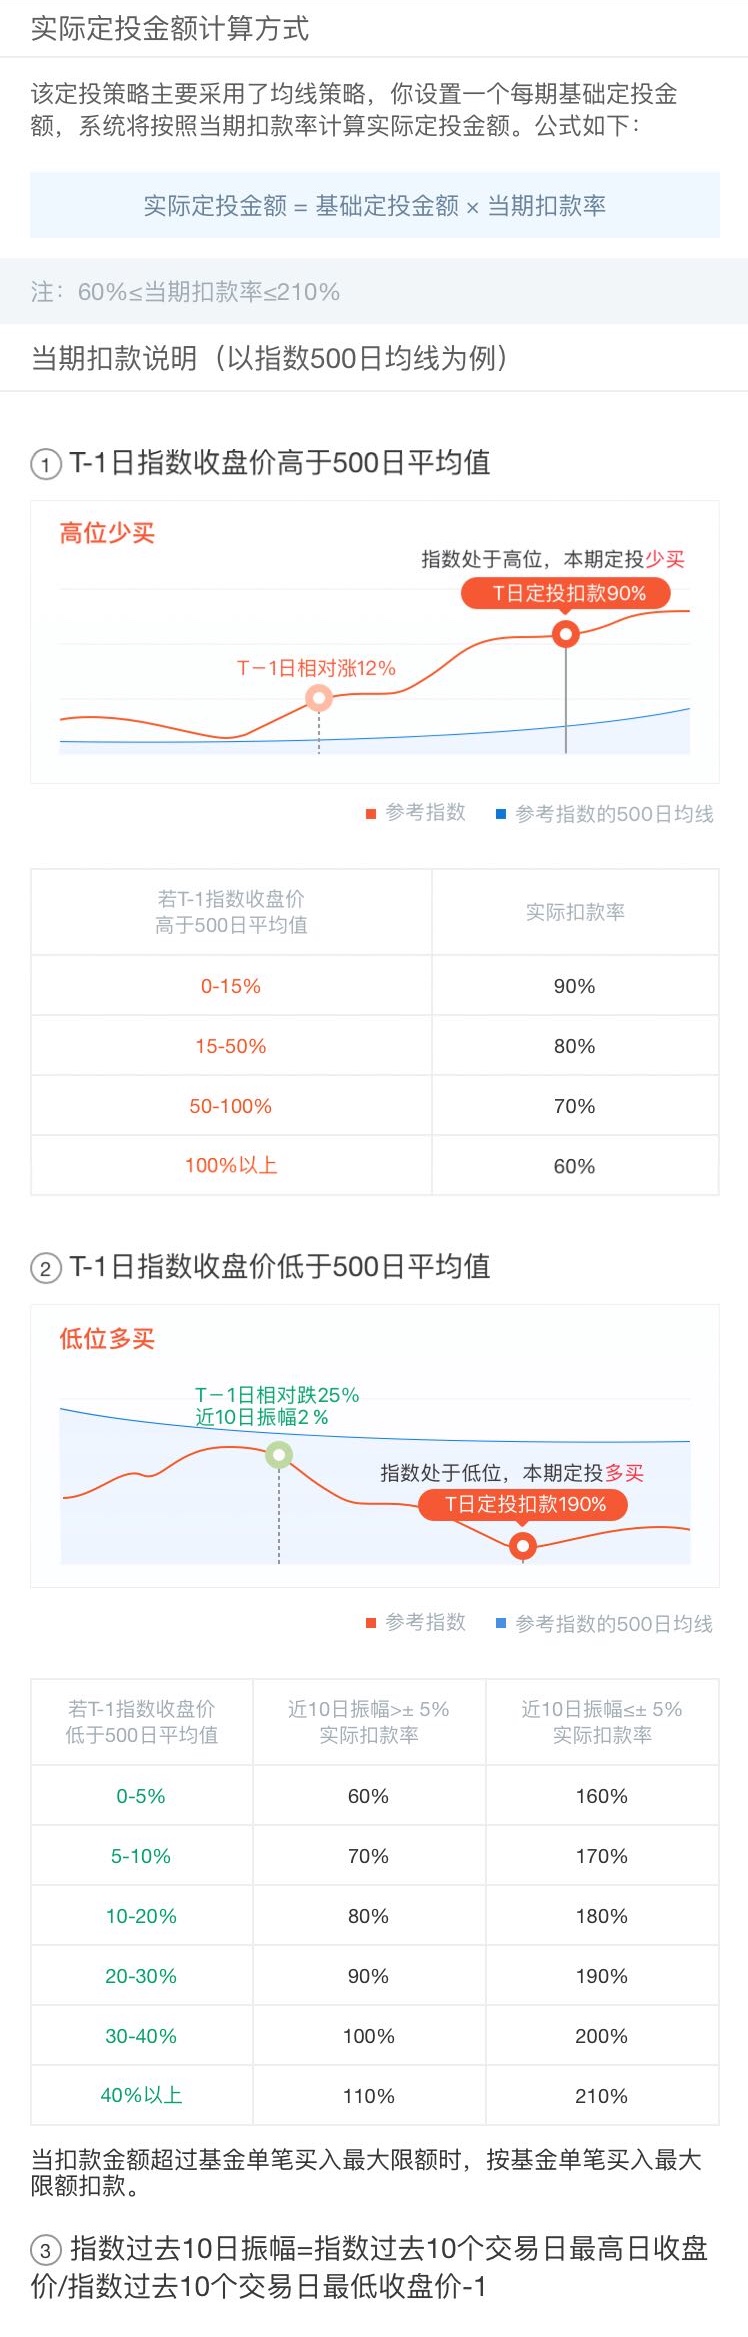 实际定投金额计算方式
该定投策略主要采用了均线策略，你设置一个每期基础定投金
额，系统将按照当期扣款率计算实际定投金额。公式如下：
实际定投金额 = 基础定投金额 × 当期扣款率
注：60%≤当期扣款率≤210%
当期扣款说明（以指数500日均线为例）
① T-1日指数收盘价高于500日平均值
高位少买
指数处于高位，本期定投少买
T日定投扣款90%
T－1日相对涨12%
参考指数 参考指数的500日均线
若T-1指数收盘价
高于500日平均值
实际扣款率
0-15% 90%
15-50% 80%
50-100% 70%
100%以上 60%
② T-1日指数收盘价低于500日平均值
低位多买
T－1日相对跌25%
近10日振幅2 %
指数处于低位，本期定投多买
T日定投扣款190%
参考指数 参考指数的500日均线
若T-1指数收盘价 近10日振幅>± 5% 近10日振幅≤± 5%
低于500日平均值 实际扣款率 实际扣款率
0-5% 60% 160%
5-10% 70% 170%
10-20% 80% 180%
20-30% 90% 190%
30-40% 100% 200%
40%以上 110% 210%
当扣款金额超过基金单笔买入最大限额时，按基金单笔买入最大
限额扣款。
③ 指数过去10日振幅=指数过去10个交易日最高日收盘
价/指数过去10个交易日最低收盘价-1